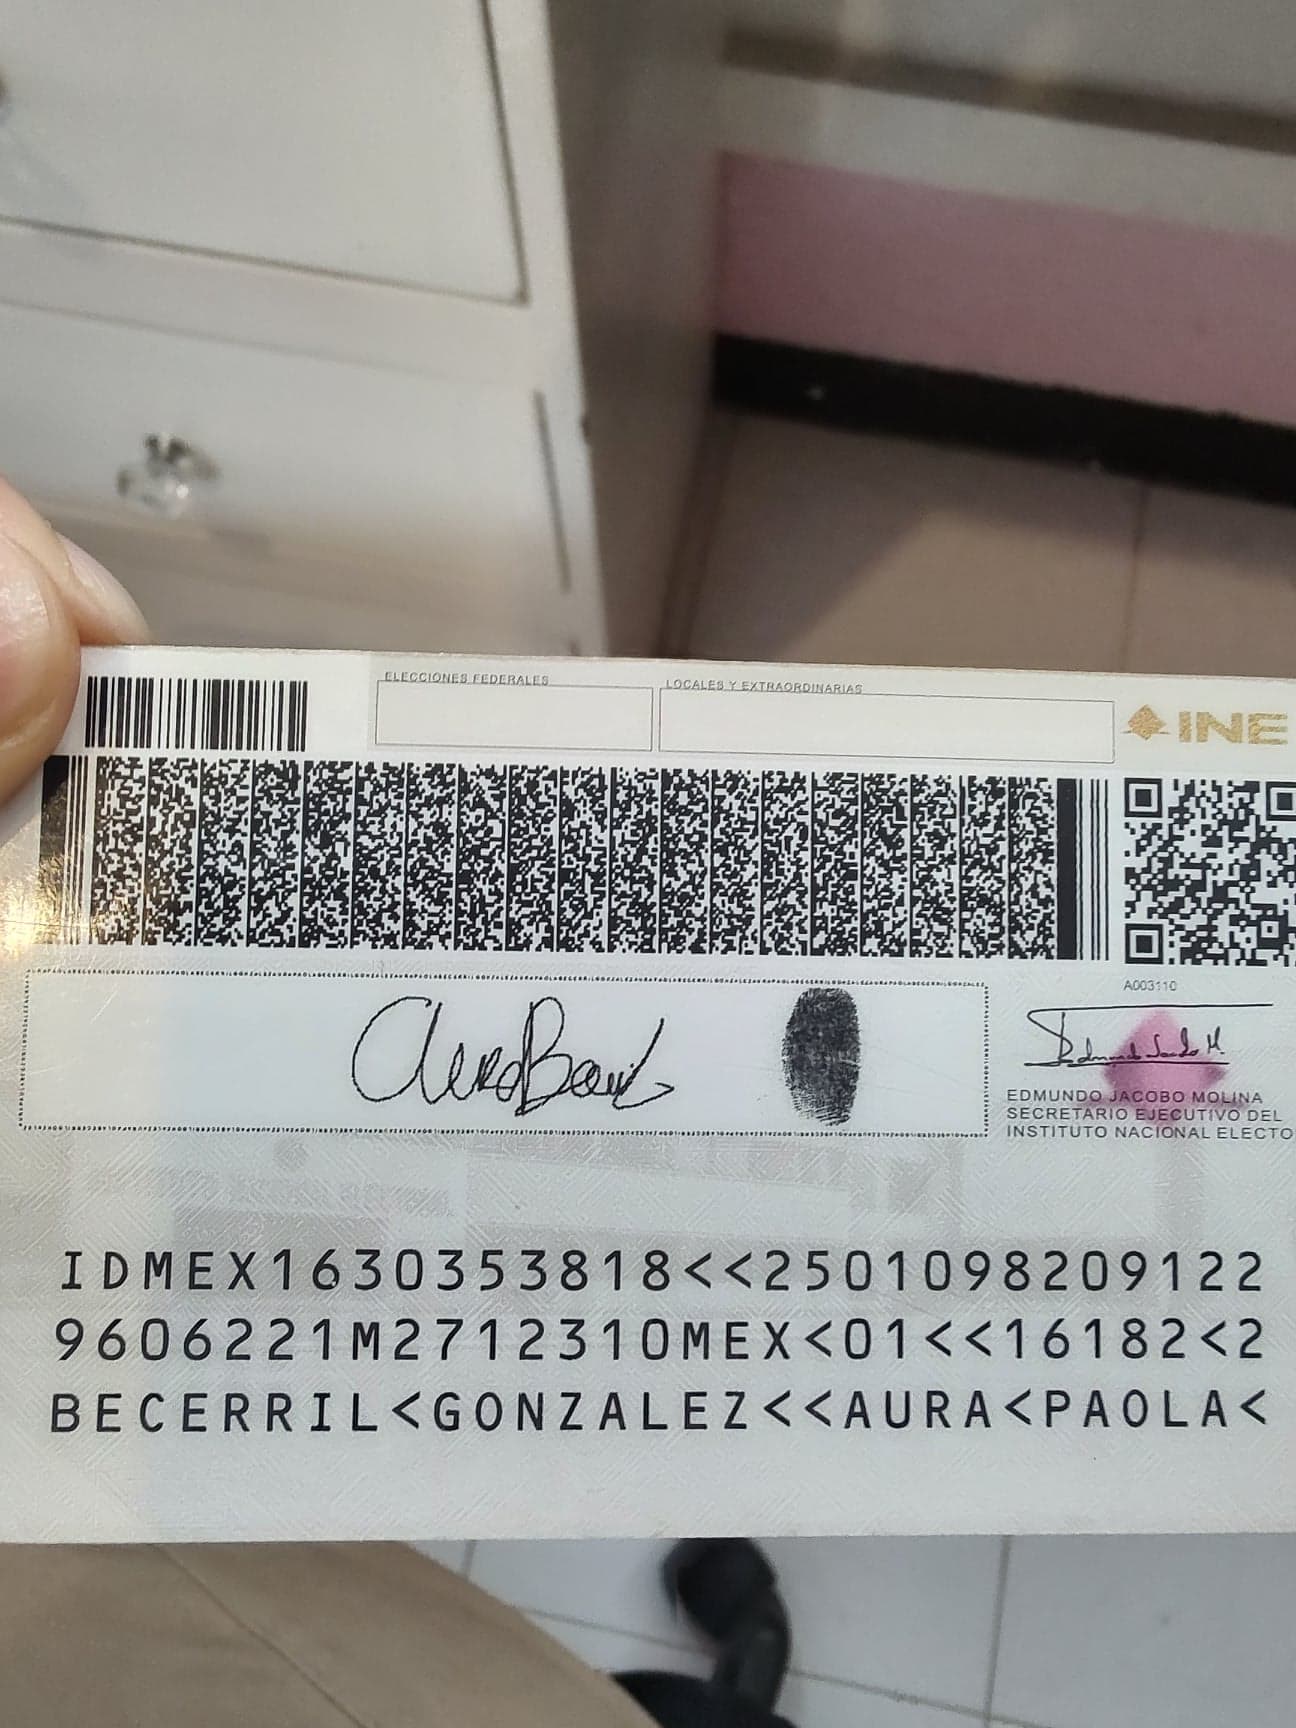 ELECCIONES FEDERALES
LOCALES Y EXTRAORDINARIAS
INE
A003110
EDMUNDO JACOBO MOLINA
SECRETARIO EJECUTIVO DEL
INSTITUTO NACIONAL ELECTO
IDMEX1630353818<<2501098209122
9606221M2712310MEX<01<<16182<2
BECERRIL<GONZALEZ<<AURA<PAOLA<